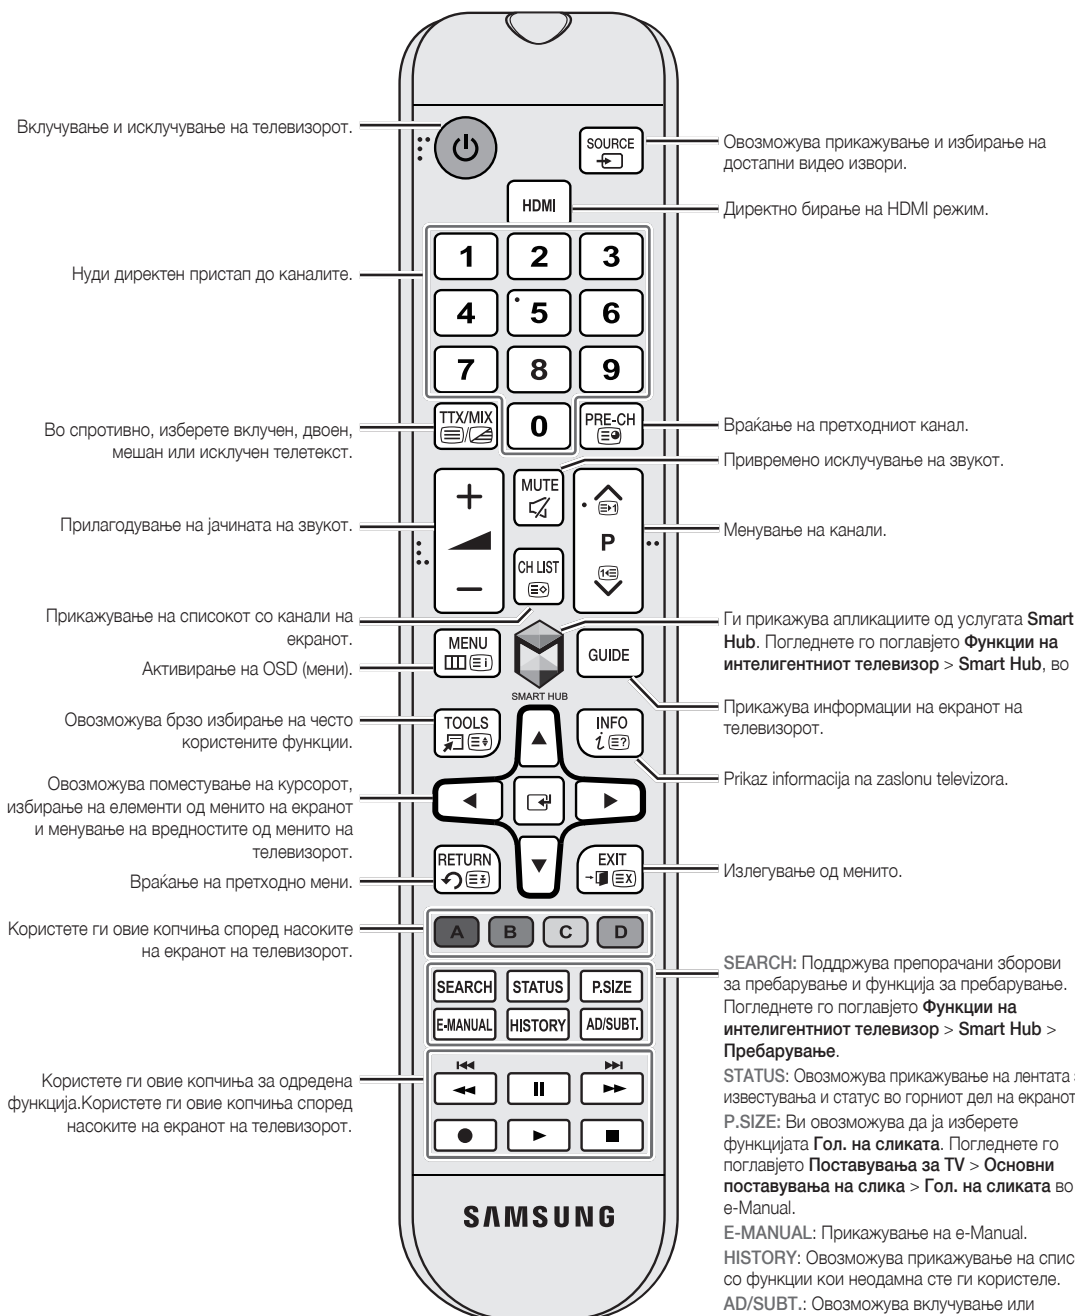 Вклучување и исклучување на телевизорот.
SOURCE
Овозможува прикажување и избирање на
достапни видео извори.
HDMI
Директно бирање на HDMI режим.
1 2 3
Нуди директен пристап до каналите.
4 5 6
7 8 9
TTX/MIX
0
PRE-CH
Во спротивно, изберете вклучен, двоен,
мешан или исклучен телетекст.
Враќање на претходниот канал.
Привремено исклучување на звукот.
MUTE
Прилагодување на јачината на звукот.
P
Менување на канали.
CH LIST
Прикажување на списокот со канали на
екранот.
Ги прикажува апликациите од услугата Smart
Hub. Погледнете го поглавјето Функции на
интелигентниот телевизор > Smart Hub, во
MENU
GUIDE
Активирање на OSD (мени).
SMART HUB
Прикажува информации на екранот на
телевизорот.
Овозможува брзо избирање на често
користените функции.
TOOLS
INFO
Prikaz informacija na zaslonu televizora.
Овозможува поместување на курсорот,
избирање на елементи од менито на екранот
и менување на вредностите од менито на
телевизорот.
RETURN
EXIT
Враќање на претходно мени.
Излегување од менито.
Користете ги овие копчиња според насоките
на екранот на телевизорот.
A B C D
SEARCH STATUS P.SIZE
E-MANUAL HISTORY AD/SUBT.
SEARCH: Поддржува препорачани зборови
за пребарување и функција за пребарување.
Погледнете го поглавјето Функции на
интелигентниот телевизор > Smart Hub >
Пребарување.
STATUS: Овозможува прикажување на лентата
известувања и статус во горниот дел на екранот
P.SIZE: Ви овозможува да ја изберете
функцијата Гол. на сликата. Погледнете го
поглавјето Поставувања за TV > Основни
поставувања на слика > Гол. на сликата во
e-Manual.
E-MANUAL: Прикажување на e-Manual.
HISTORY: Овозможува прикажување на спис
со функции кои неодамна сте ги користеле.
AD/SUBT.: Овозможува вклучување или
Користете ги овие копчиња за одредена
функција.Користете ги овие копчиња според
насоките на екранот на телевизорот.
SAMSUNG